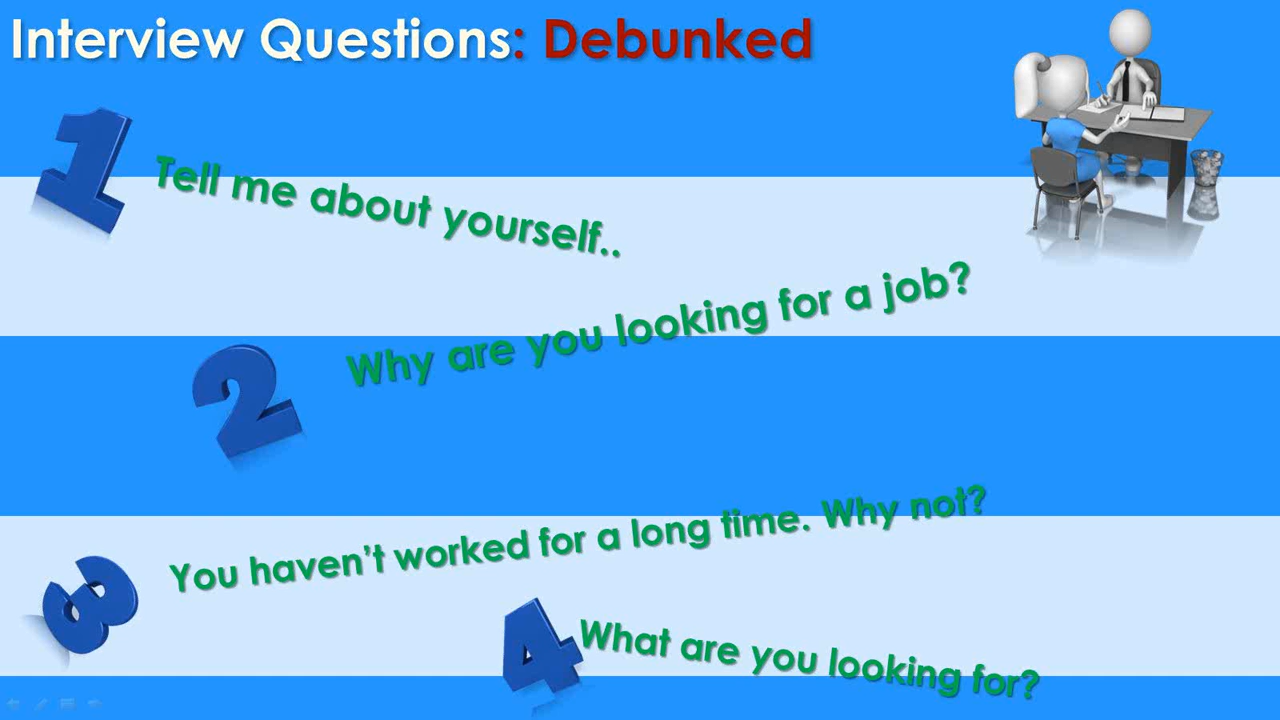 Interview Questions: Debunked
1 Tell me about yourself..
2 Why are you looking for a job?
3 You haven't worked for a long time. Why not?
4 What are you looking for?